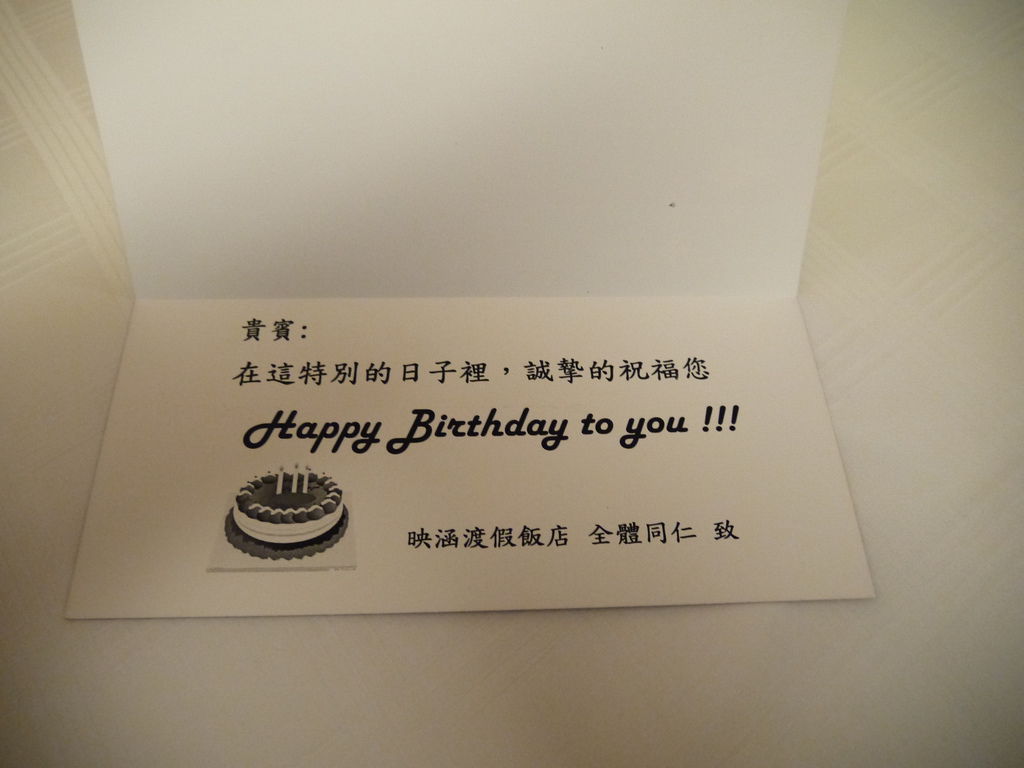 貴賓:
在這特別的日子裡，誠摯的祝福您
Happy Birthday to you !!!
映涵渡假飯店 全體同仁 致